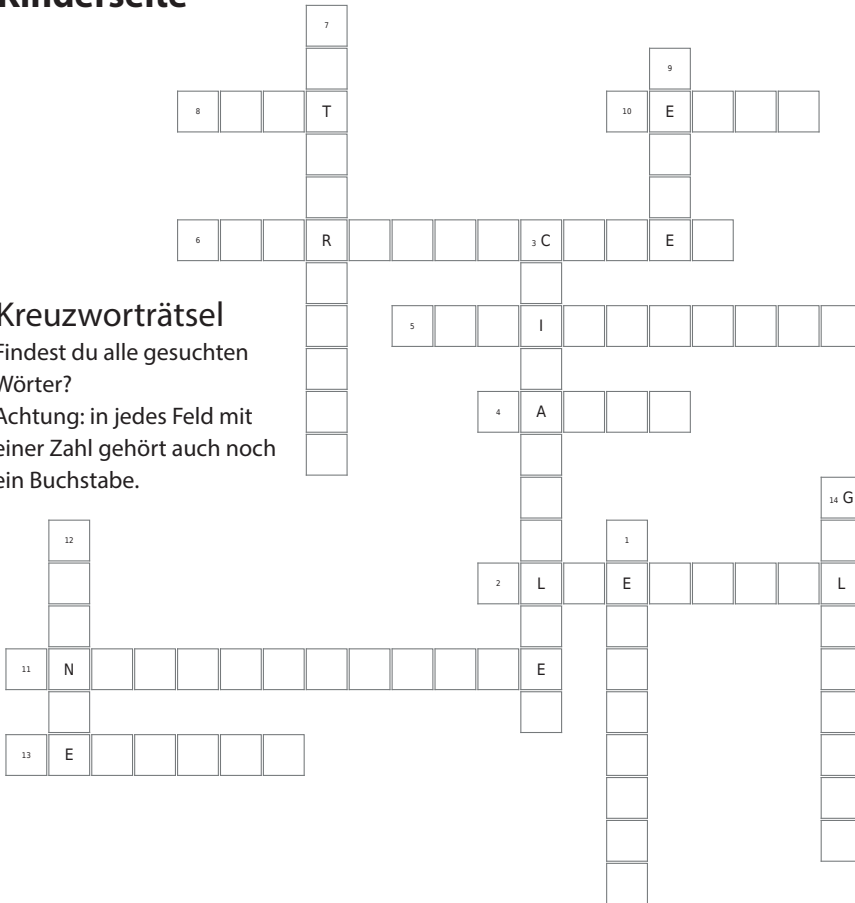 Kinderseite
7
9
8 T 10 E
6 R 3 C E
Kreuzworträtsel
Findest du alle gesuchten
Wörter?
Achtung: in jedes Feld mit
einer Zahl gehört auch noch
ein Buchstabe.
5 I
4 A
14 G
12 1
2 L E L
11 N E
13 E